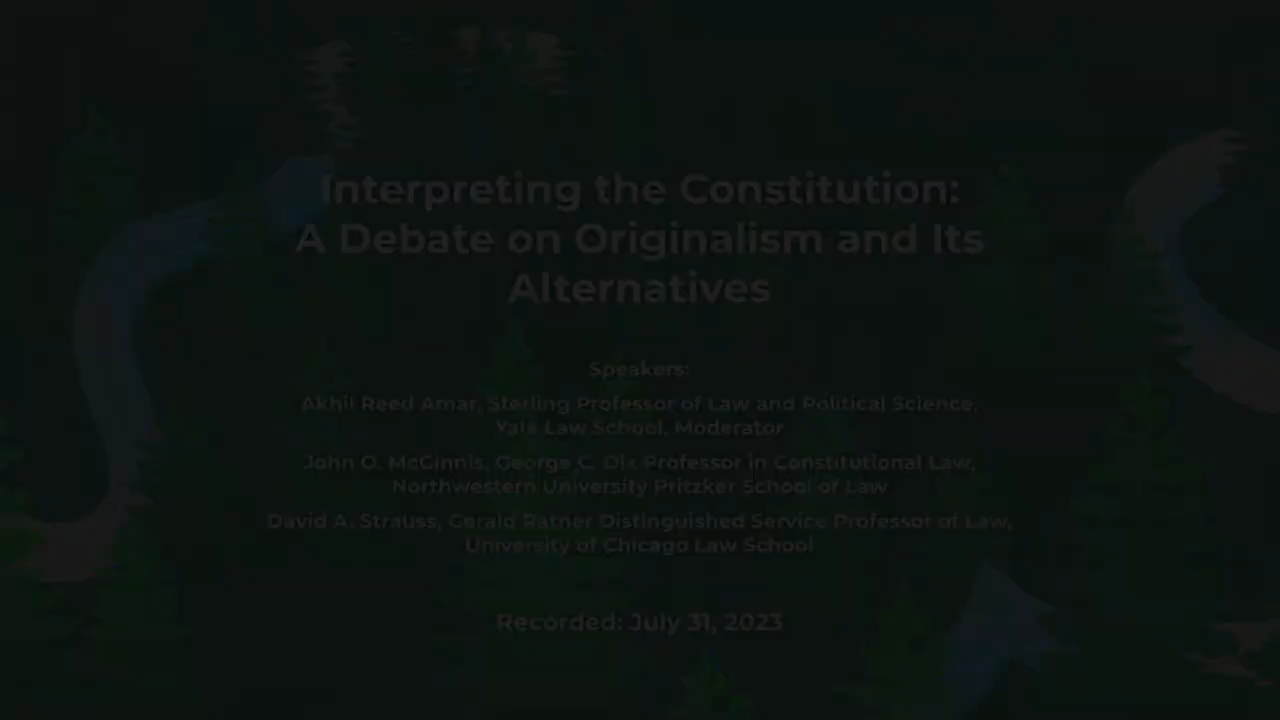 Interpreting the Constitution:
A Debate on Originalism and Its
Alternatives
Speakers:
Akhil Reed Amar, Sterling Professor of Law and Political Science,
Yale Law School, Moderator
John O. McGinnis, George C. Dix Professor in Constitutional Law,
Northwestern University Pritzker School of Law
David A. Strauss, Gerald Ratner Distinguished Service Professor of Law,
University of Chicago Law School
Recorded: July 31, 2023